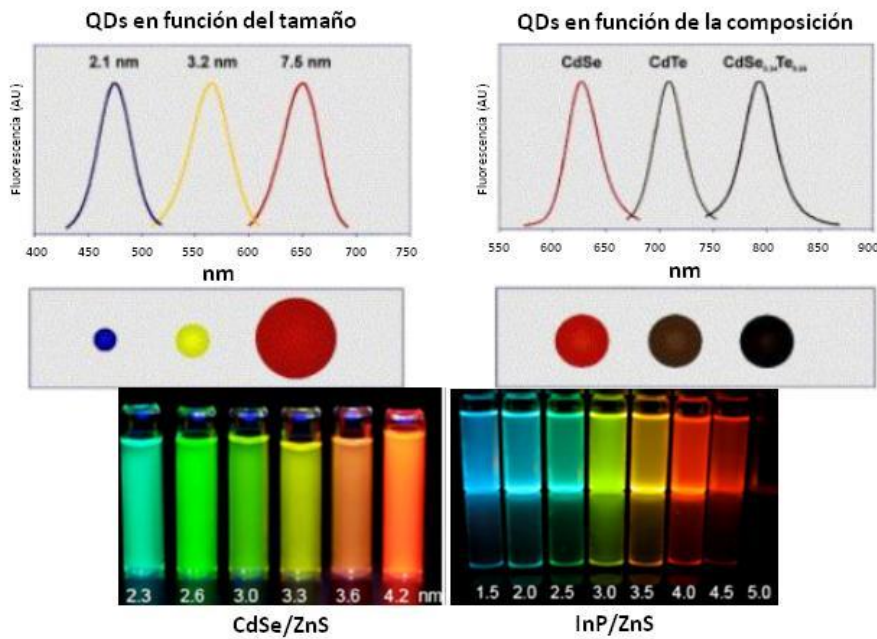 QDs en función del tamaño
2.1 nm 3.2 nm 7.5 nm
Fluorescencia (AU)
400 450 500 550 600 650 700 750
nm
QDs en función de la composición
CdSe CdTe
Fluorescencia (AU)
550 600 650 700 750 800 850 900
nm
2.3 2.6 3.0 3.3 3.6 4.2 nm
CdSe/ZnS
1.5 2.0 2.5 3.0 3.5 4.0 4.5 5.0
InP/ZnS